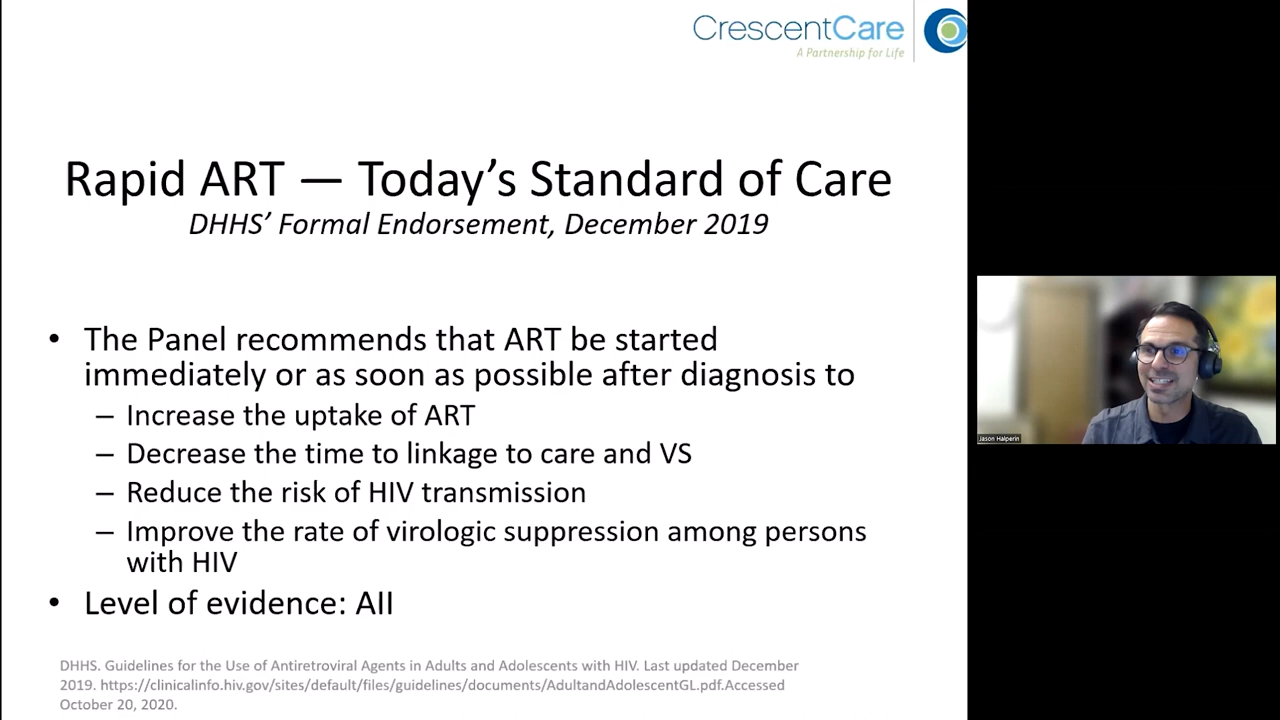 CrescentCare
A Partnership for Life
Rapid ART — Today's Standard of Care
DHHS' Formal Endorsement, December 2019
• The Panel recommends that ART be started
immediately or as soon as possible after diagnosis to
– Increase the uptake of ART
– Decrease the time to linkage to care and VS
– Reduce the risk of HIV transmission
– Improve the rate of virologic suppression among persons
with HIV
• Level of evidence: AII
DHHS. Guidelines for the Use of Antiretroviral Agents in Adults and Adolescents with HIV. Last updated December
2019. https://clinicalinfo.hiv.gov/sites/default/files/guidelines/documents/AdultandAdolescentGL.pdf.Accessed
October 20, 2020.
Jason Halperin